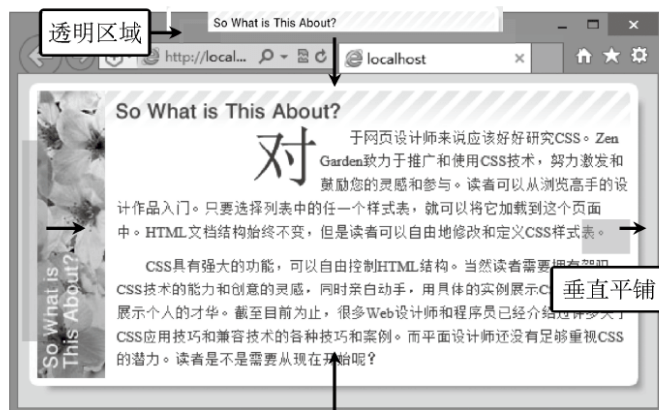 So What is This About?
透明区域
http://local...
localhost
So What is This About?
对
于网页设计师来说应该好好研究CSS。Zen
Garden致力于推广和使用CSS技术，努力激发和
鼓励您的灵感和参与。读者可以从浏览高手的设
计作品入门。只要选择列表中的任一个样式表，就可以将它加载到这个页面
中。HTML文档结构始终不变，但是读者可以自由地修改和定义CSS样式表。
CSS具有强大的功能，可以自由控制HTML结构。当然读者需要拥有驾驭
CSS技术的能力和创意的灵感，同时亲自动手，用具体的实例展示CSS
垂直平铺
展示个人的才华。截至目前为止，很多Web设计师和程序员已经介绍过许多关于
CSS应用技巧和兼容技术的各种技巧和案例。而平面设计师还没有足够重视CSS
的潜力。读者是不是需要从现在开始呢？
So What is
This About?